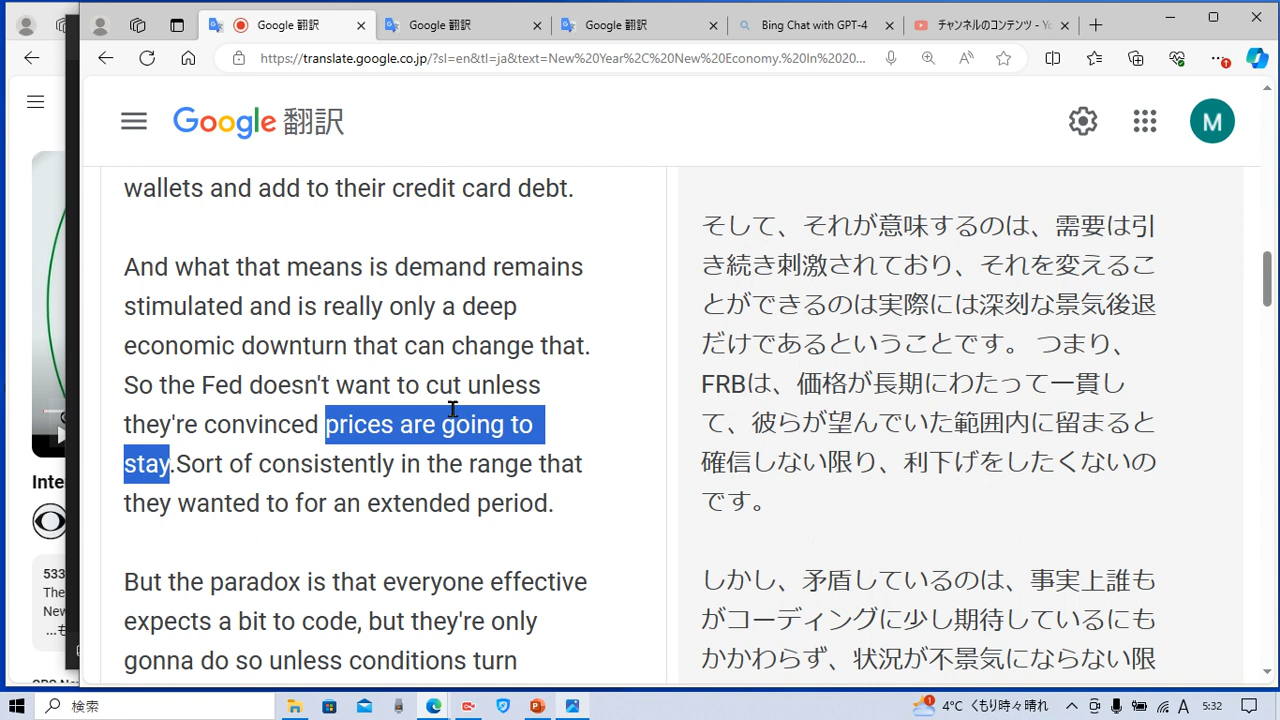 Google 翻訳
Google 翻訳
Google 翻訳
Bing Chat with GPT-4
チャンネルのコンテンツ - Yo
https://translate.google.co.jp/?sl=en&tl=ja&text=New%20Year%2C%20New%20Economy.%20In%2020...
Google 翻訳
M
wallets and add to their credit card debt.
And what that means is demand remains
stimulated and is really only a deep
economic downturn that can change that.
So the Fed doesn't want to cut unless
they're convinced prices are going to
stay.Sort of consistently in the range that
they wanted to for an extended period.
But the paradox is that everyone effective
expects a bit to code, but they're only
gonna do so unless conditions turn
そして、それが意味するのは、需要は引
き続き刺激されており、それを変えるこ
とができるのは実際には深刻な景気後退
だけであるということです。 つまり、
FRBは、価格が長期にわたって一貫し
て、彼らが望んでいた範囲内に留まると
確信しない限り、利下げをしたくないの
です。
しかし、矛盾しているのは、事実上誰も
がコーディングに少し期待しているにも
かかわらず、状況が不景気にならない限
Inte
533
The
New
...も
検索
4°C くもり時々晴れ
A
5:32